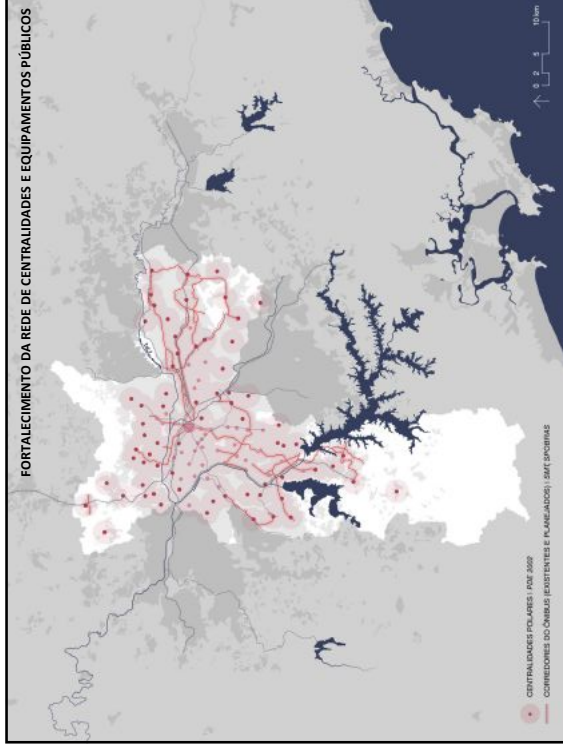 FORTALECIMENTO DA REDE DE CENTRALIDADES E EQUIPAMENTOS PÚBLICOS
0 2 5 10 km
CENTRALIDADES POLARES | PDE 2002
CORREDORES DO ÔNIBUS (EXISTENTES E PLANEJADOS) | SMT, SPOBRAS